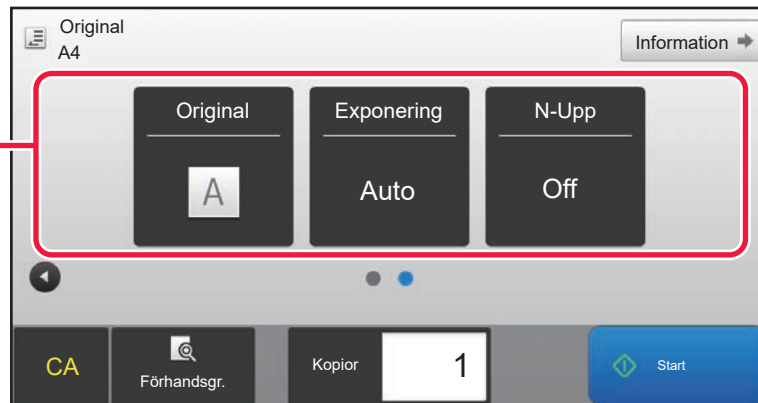 Original
A4
Information
Original
Exponering
N-Upp
A
Auto
Off
CA
Förhandsgr.
Kopior
1
Start